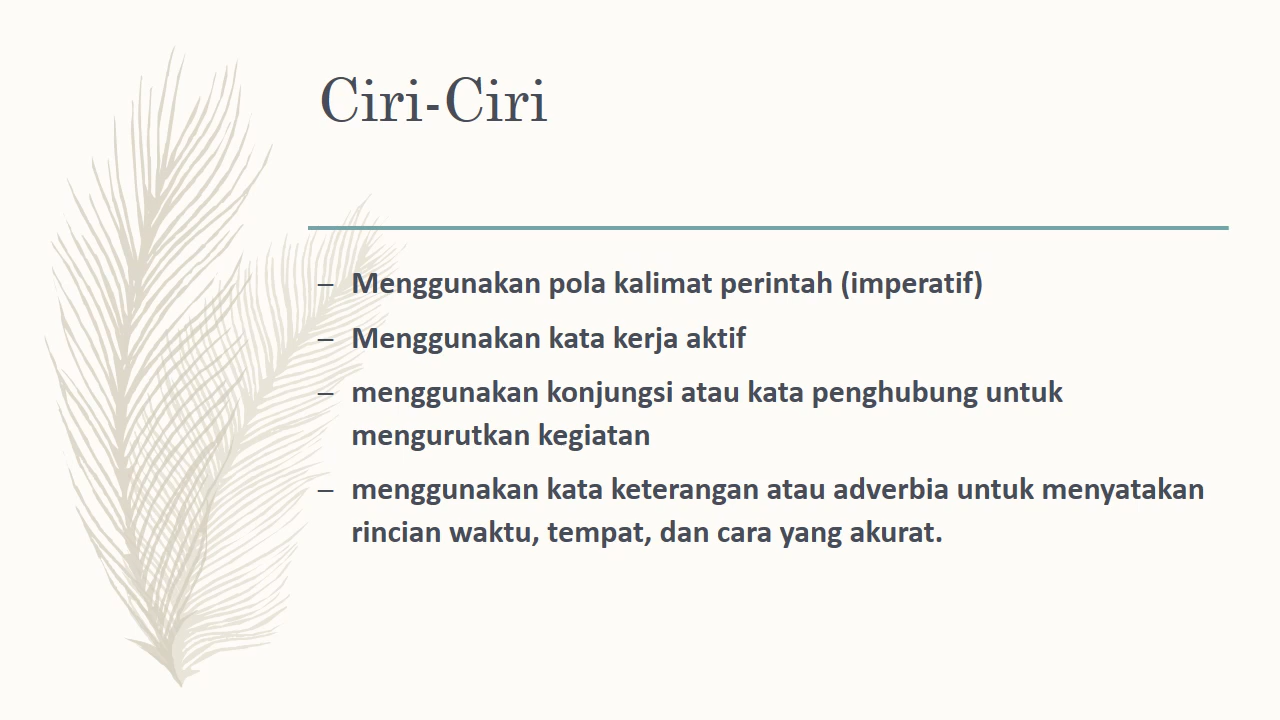 Ciri-Ciri
– Menggunakan pola kalimat perintah (imperatif)
– Menggunakan kata kerja aktif
– menggunakan konjungsi atau kata penghubung untuk
mengurutkan kegiatan
– menggunakan kata keterangan atau adverbia untuk menyatakan
rincian waktu, tempat, dan cara yang akurat.